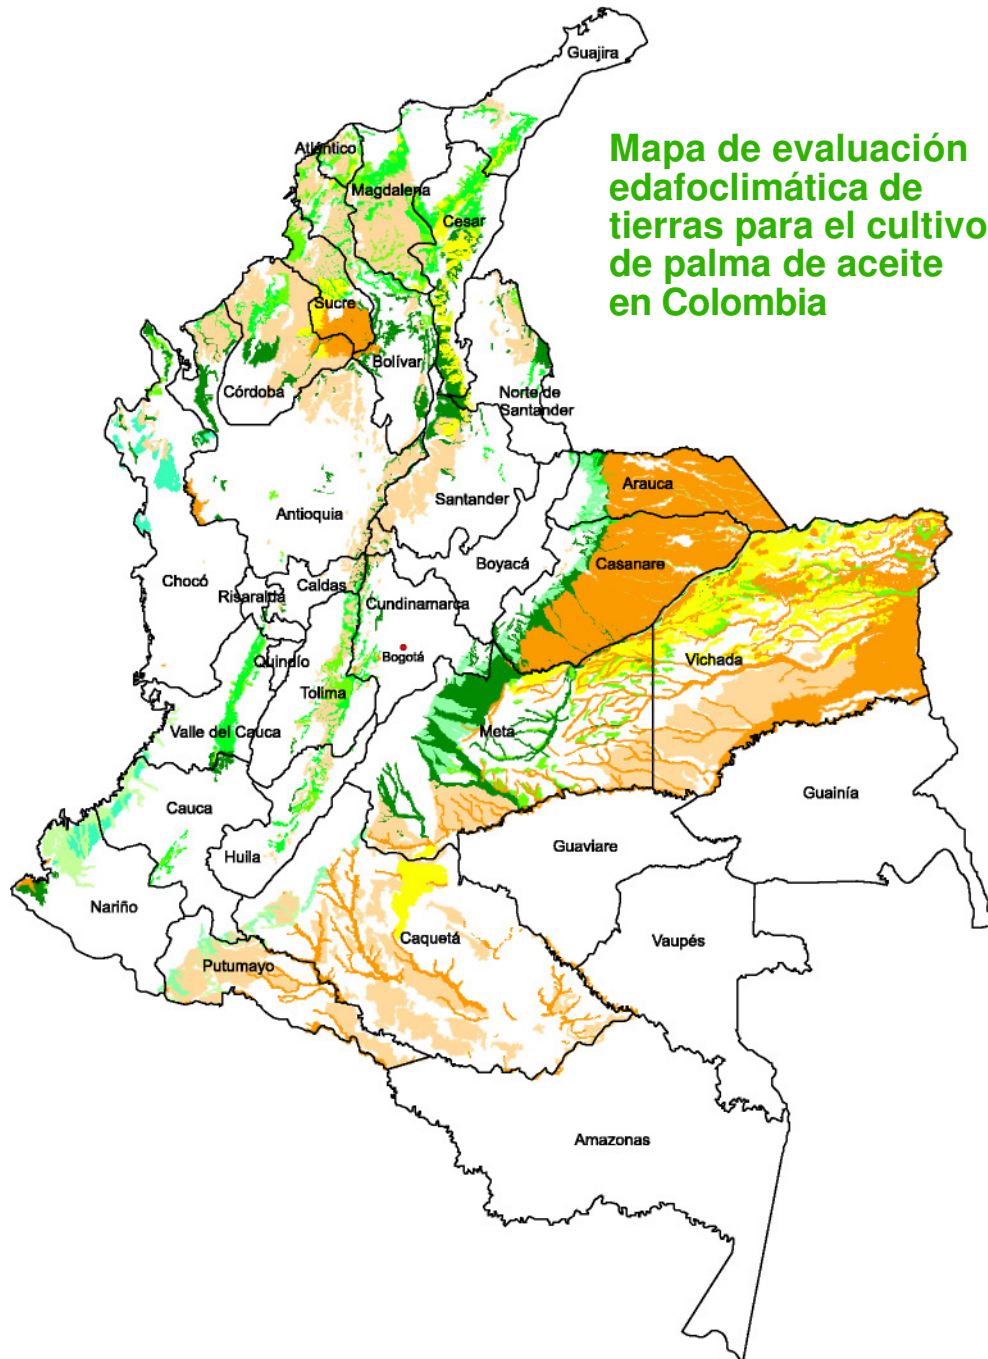 Guajira
Mapa de evaluación
edafoclimática de
tierras para el cultivo
de palma de aceite
en Colombia
Atlántico
Magdalena
Cesar
Sucre
Bolívar
Córdoba
Norte de
Santander
Arauca
Santander
Antioquia
Boyacá
Casanare
Chocó
Caldas
Risaralda
Cundinamarca
Bogotá
Quindío
Vichada
Tolima
Valle del Cauca
Meta
Guainía
Cauca
Huila
Guaviare
Nariño
Caquetá
Vaupés
Putumayo
Amazonas